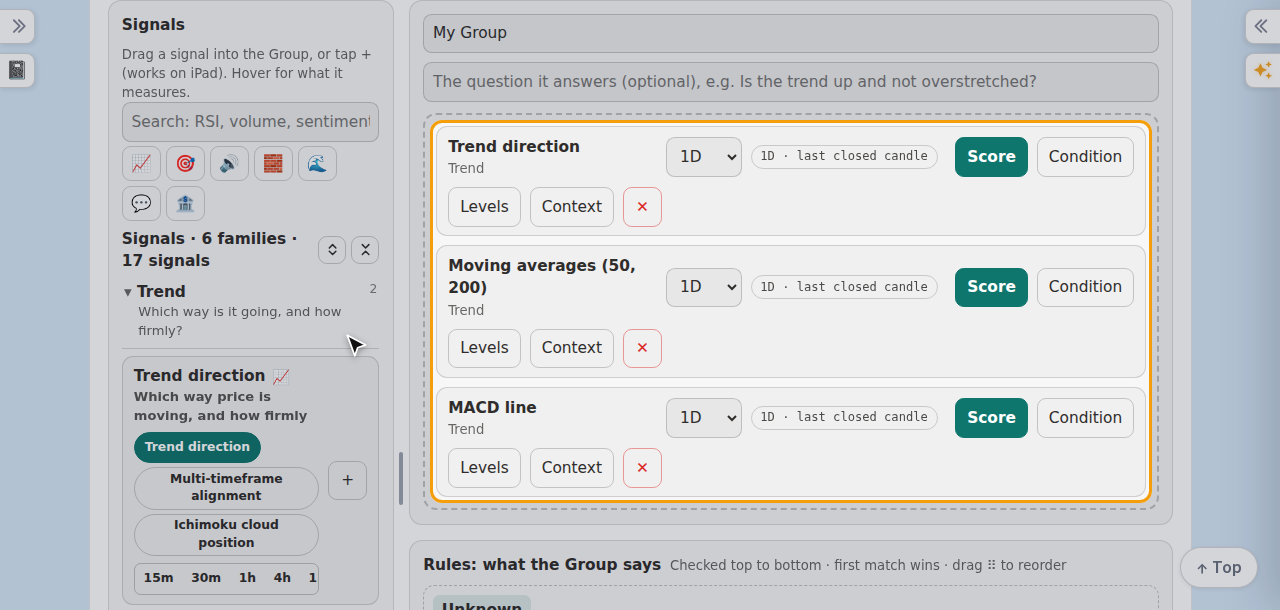 Signals
Drag a signal into the Group, or tap +
(works on iPad). Hover for what it
measures.
Search: RSI, volume, sentiment
Signals · 6 families ·
17 signals
▾ Trend 2
Which way is it going, and how
firmly?
Trend direction
Which way price is
moving, and how firmly
Trend direction
Multi-timeframe
alignment
+
Ichimoku cloud
position
15m 30m 1h 4h 1
My Group
The question it answers (optional), e.g. Is the trend up and not overstretched?
Trend direction
Trend
1D
1D · last closed candle
Score
Condition
Levels
Context
✕
Moving averages (50,
200)
Trend
1D
1D · last closed candle
Score
Condition
Levels
Context
✕
MACD line
Trend
1D
1D · last closed candle
Score
Condition
Levels
Context
✕
Rules: what the Group says Checked top to bottom · first match wins · drag ⠿ to reorder
Unknown
↑ Top